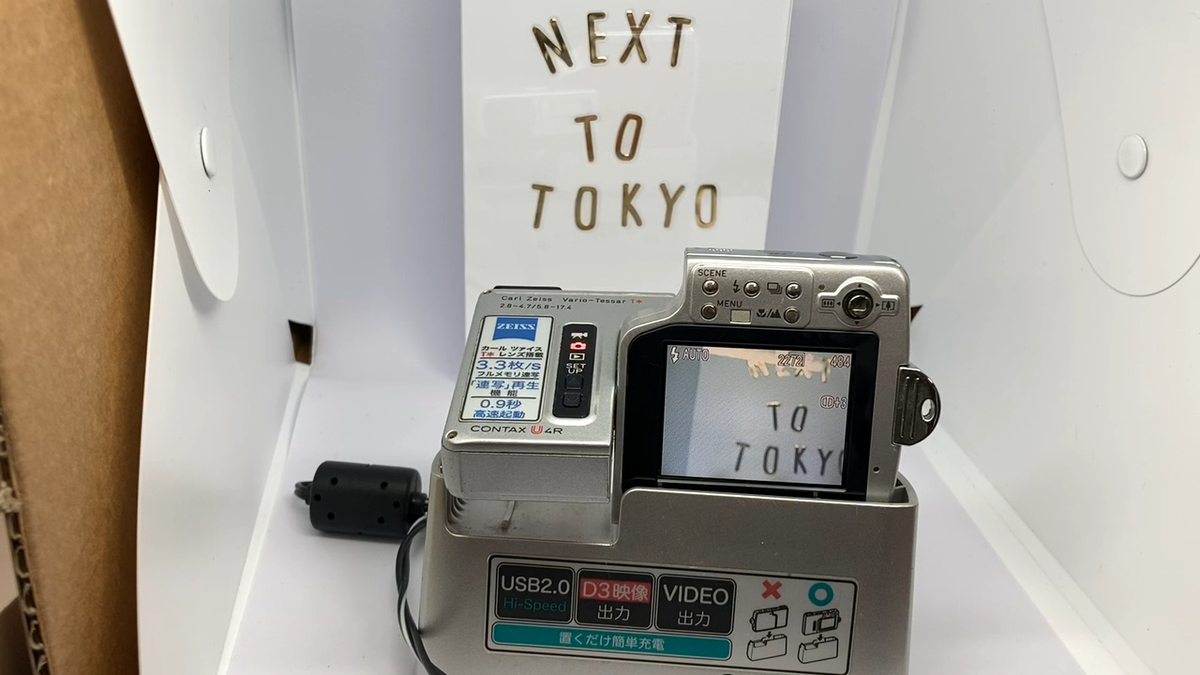 NEXT
TO
TOKYO
Carl Zeiss Vario-Tessar T*
2.8-4.7/5.8-17.4
ZEISS
カール ツァイス
T* レンズ搭載
3.3枚/s
フルメモリ連写
「連写」再生
機能
0.9秒
高速起動
SET
UP
CONTAX U4R
SCENE
MENU
AUTO
2272
484
+3
TO
TOKYO
USB2.0
Hi-Speed
D3映像
出力
VIDEO
出力
置くだけ簡単充電